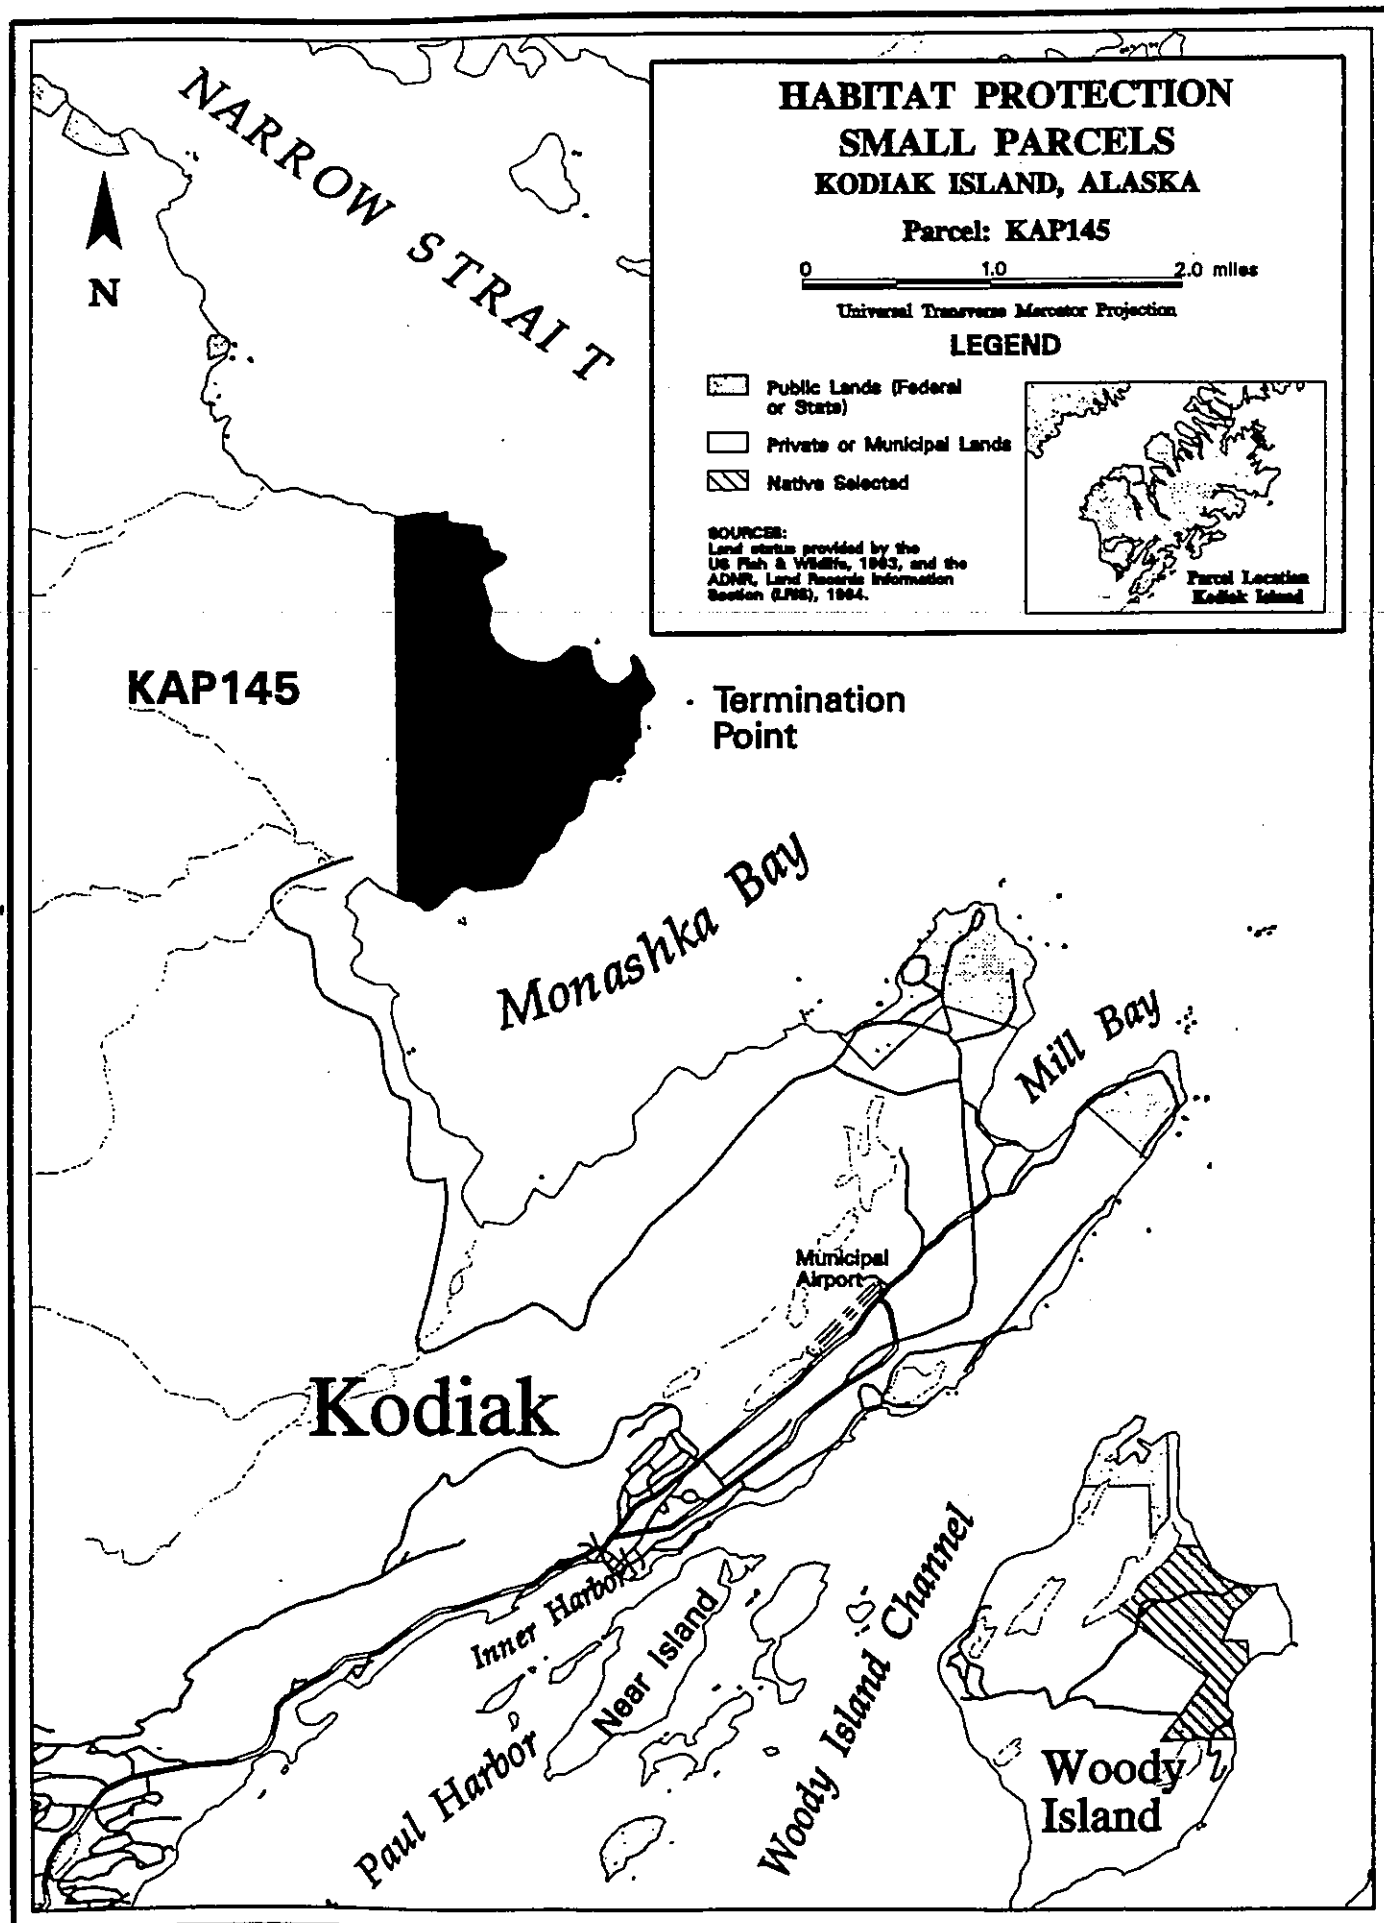 HABITAT PROTECTION
SMALL PARCELS
KODIAK ISLAND, ALASKA
Parcel: KAP145
0 1.0 2.0 miles
Universal Transverse Mercator Projection
LEGEND
Public Lands (Federal
or State)
Private or Municipal Lands
Native Selected
SOURCES:
Land status provided by the
US Fish & Wildlife, 1993, and the
ADNR, Land Records Information
Section (LRIS), 1994.
Parcel Location
Kodiak Island
NARROW STRAIT
N
KAP145
Termination
Point
Monashka Bay
Mill Bay
Municipal
Airport
Kodiak
Inner Harbor
Near Island
Paul Harbor
Woody Island Channel
Woody
Island